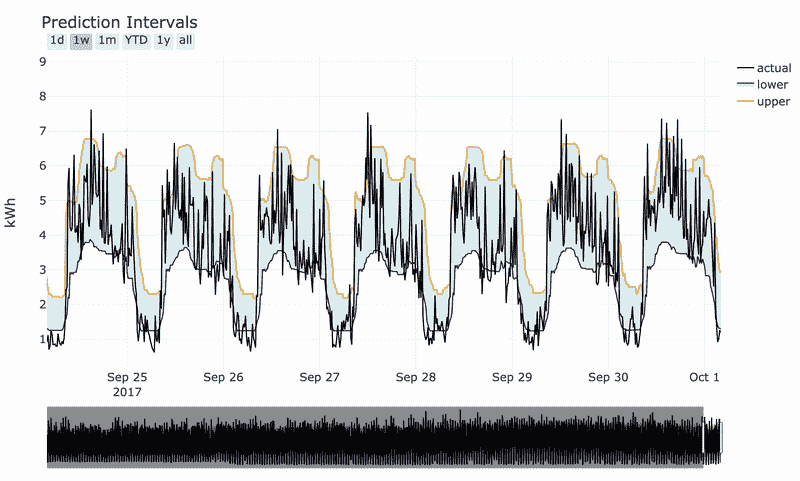 Prediction Intervals
1d 1w 1m YTD 1y all
9
8
7
6
5
4
3
2
1
kWh
actual
lower
upper
Sep 25 Sep 26 Sep 27 Sep 28 Sep 29 Sep 30 Oct 1
2017